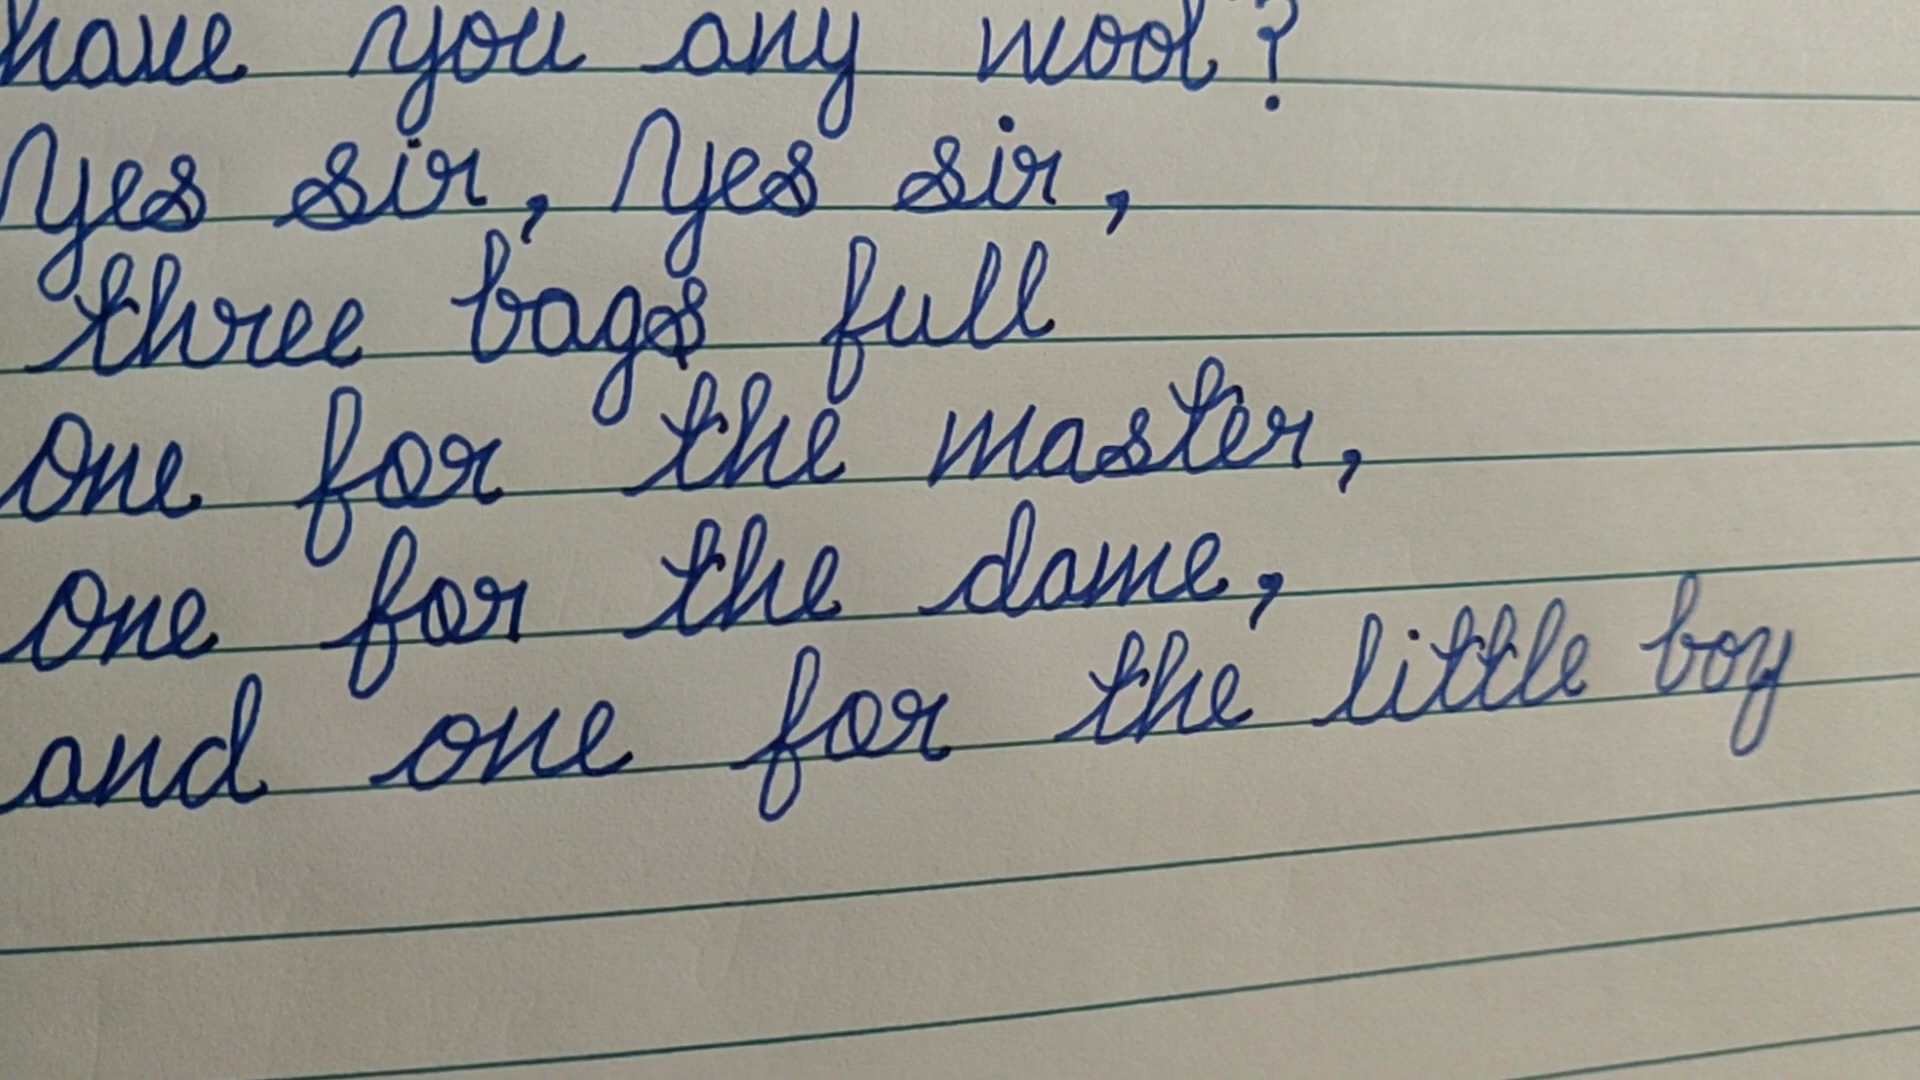 have you any wool?
Yes sir, Yes sir,
three bags full
One for the master,
One for the dame,
and one for the little boy